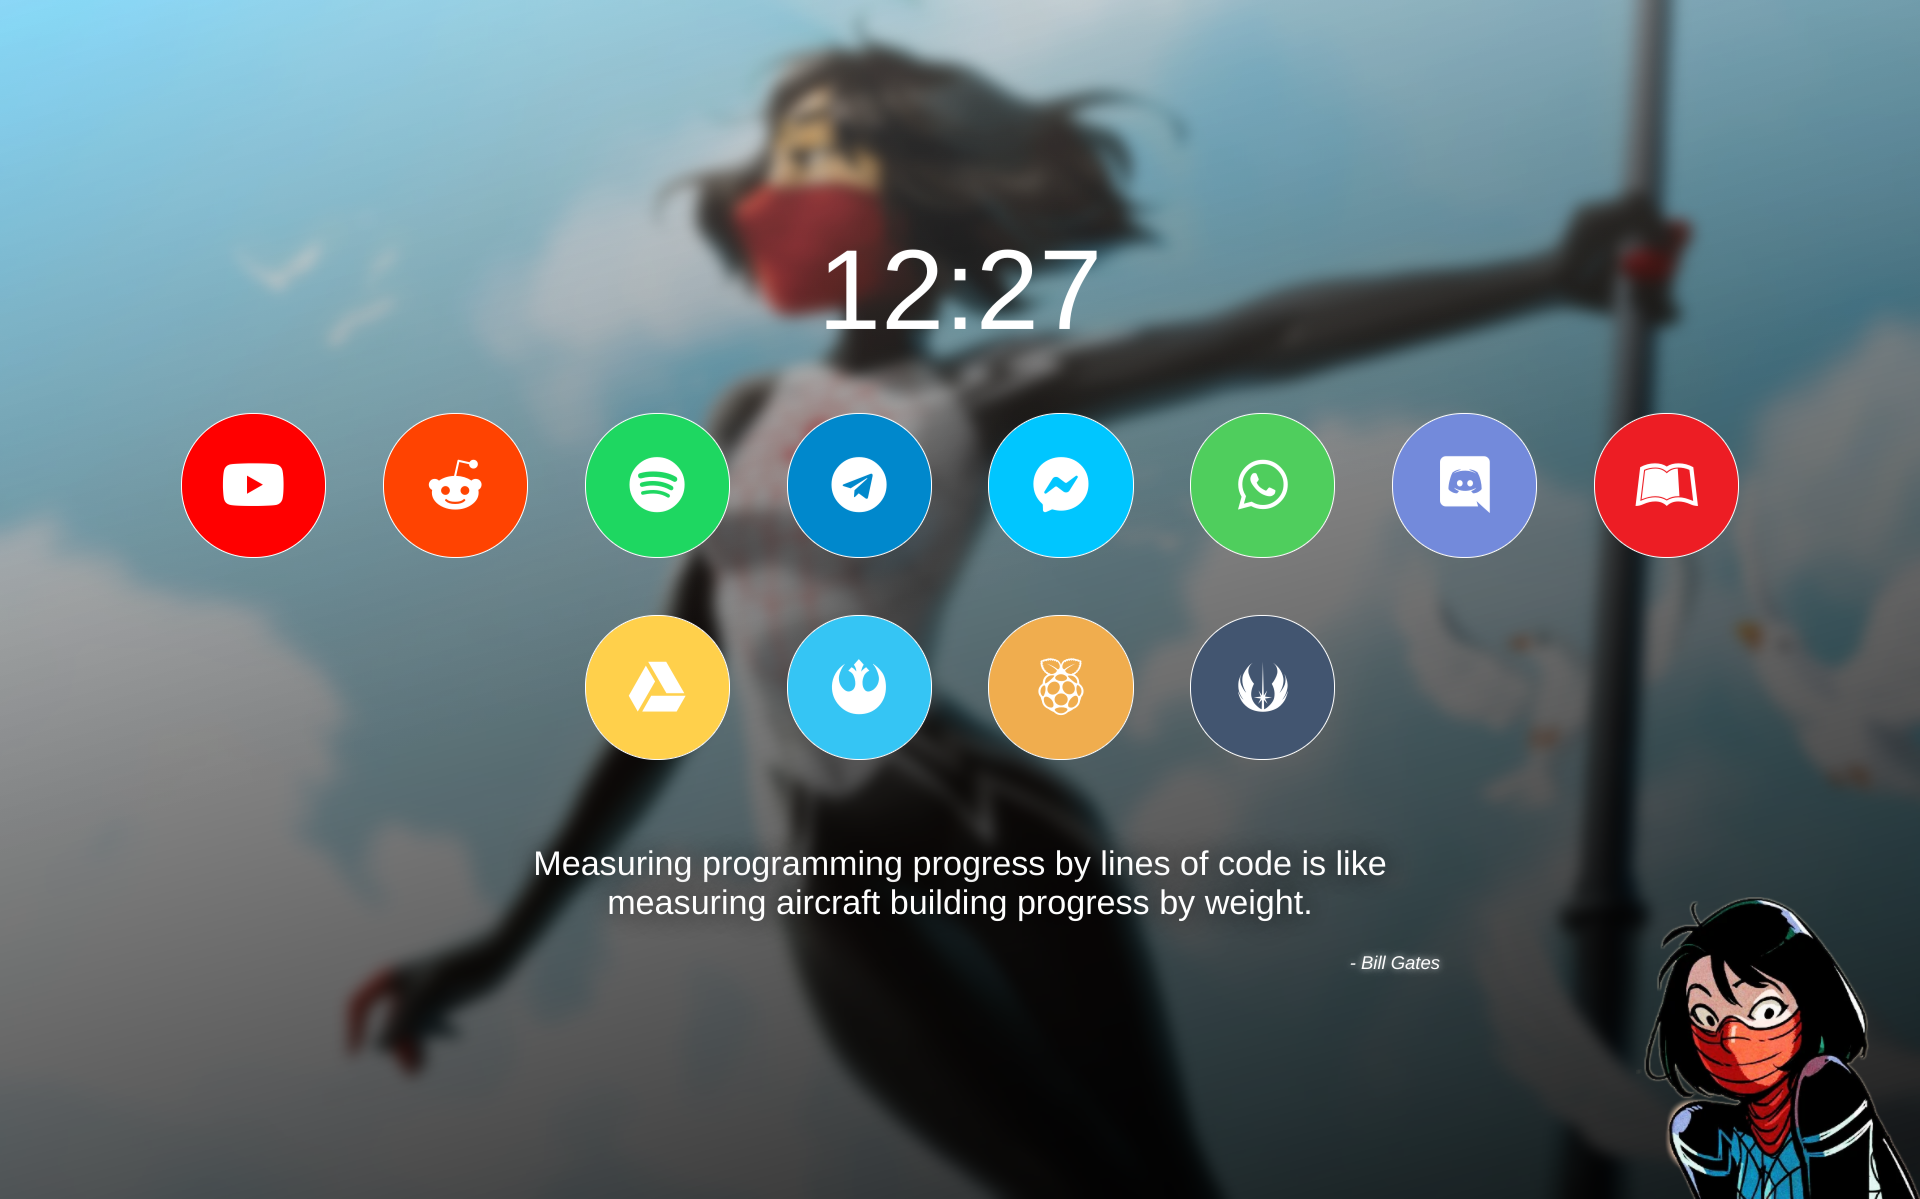 12:27
Measuring programming progress by lines of code is like
measuring aircraft building progress by weight.
- Bill Gates